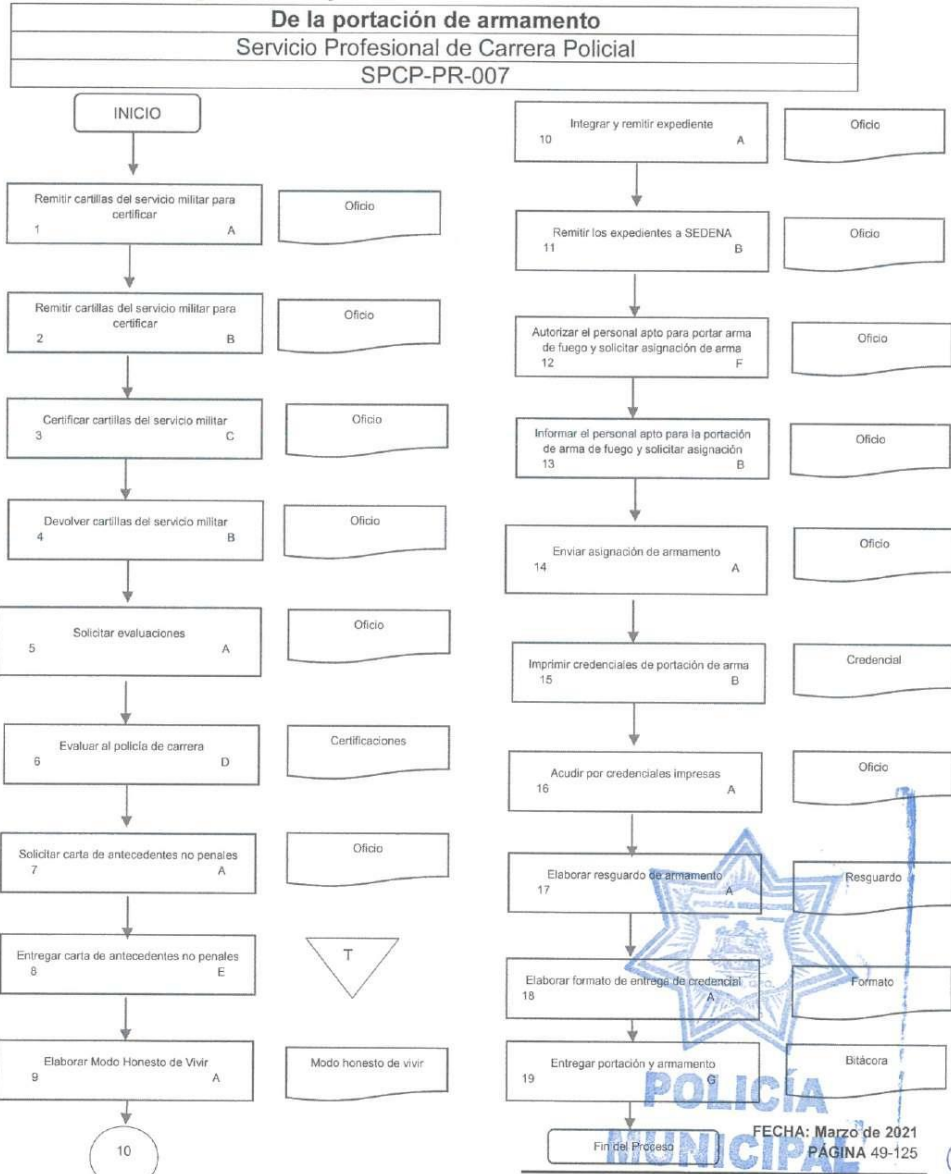 De la portación de armamento
Servicio Profesional de Carrera Policial
SPCP-PR-007
INICIO
Remitir cartillas del servicio militar para
certificar
1 A
Oficio
Remitir cartillas del servicio militar para
certificar
2 B
Oficio
Certificar cartillas del servicio militar
3 C
Oficio
Devolver cartillas del servicio militar
4 B
Oficio
Solicitar evaluaciones
5 A
Oficio
Evaluar al policía de carrera
6 D
Certificaciones
Solicitar carta de antecedentes no penales
7 A
Oficio
Entregar carta de antecedentes no penales
8 E
T
Elaborar Modo Honesto de Vivir
9 A
Modo honesto de vivir
10
Integrar y remitir expediente
10 A
Oficio
Remitir los expedientes a SEDENA
11 B
Oficio
Autorizar el personal apto para portar arma
de fuego y solicitar asignación de arma
12 F
Oficio
Informar el personal apto para la portación
de arma de fuego y solicitar asignación
13 B
Oficio
Enviar asignación de armamento
14 A
Oficio
Imprimir credenciales de portación de arma
15 B
Credencial
Acudir por credenciales impresas
16 A
Oficio
Elaborar resguardo de armamento
17 A
Resguardo
POLICÍA MUNICIPAL
Elaborar formato de entrega de credencial
18 A
Formato
Entregar portación y armamento
19 G
Bitácora
POLICÍA
MUNICIPAL
Fin del Proceso
FECHA: Marzo de 2021
PÁGINA 49-125